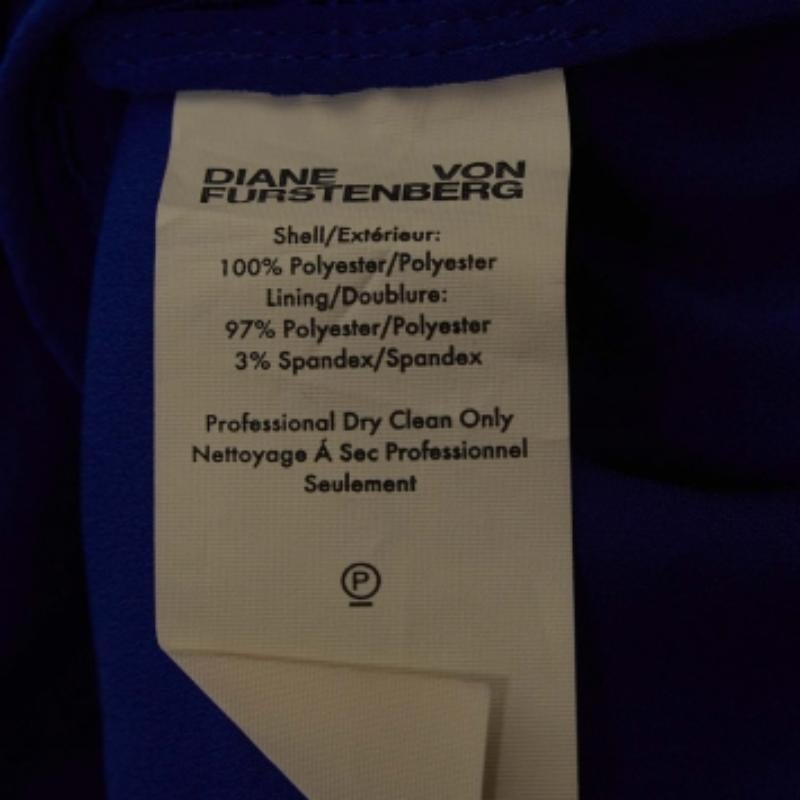 DIANE VON
FURSTENBERG
Shell/Extérieur:
100% Polyester/Polyester
Lining/Doublure:
97% Polyester/Polyester
3% Spandex/Spandex
Professional Dry Clean Only
Nettoyage Á Sec Professionnel
Seulement
P